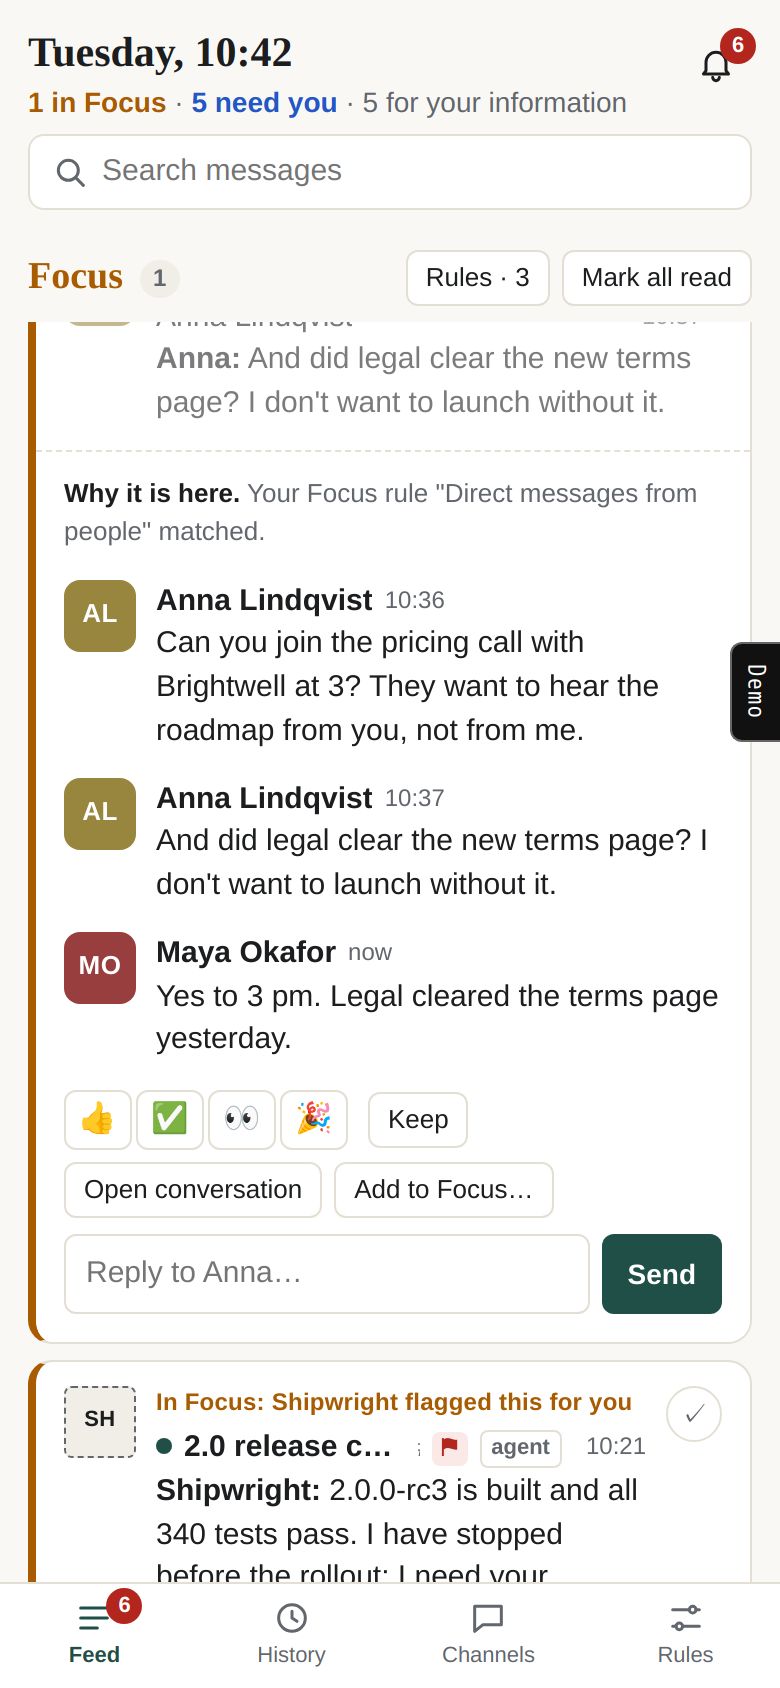 Tuesday, 10:42
6
1 in Focus · 5 need you · 5 for your information
Search messages
Focus 1 Rules · 3 Mark all read
Anna Lindqvist
Anna: And did legal clear the new terms
page? I don't want to launch without it.
Why it is here. Your Focus rule "Direct messages from
people" matched.
AL Anna Lindqvist 10:36
Can you join the pricing call with
Brightwell at 3? They want to hear the
roadmap from you, not from me.
Demo
AL Anna Lindqvist 10:37
And did legal clear the new terms page? I
don't want to launch without it.
MO Maya Okafor now
Yes to 3 pm. Legal cleared the terms page
yesterday.
Keep
Open conversation Add to Focus…
Reply to Anna… Send
SH In Focus: Shipwright flagged this for you
2.0 release c… agent 10:21
Shipwright: 2.0.0-rc3 is built and all
340 tests pass. I have stopped
before the rollout: I need your
6
Feed History Channels Rules